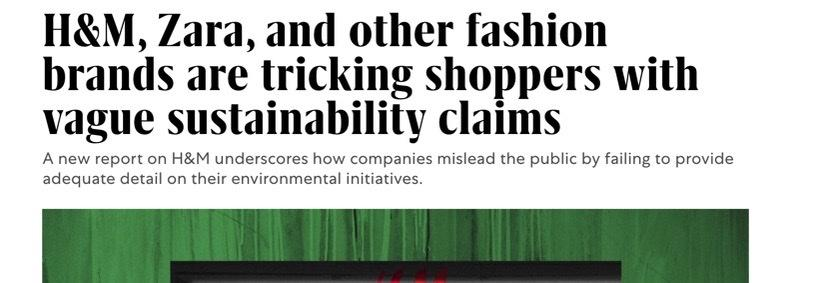 H&M, Zara, and other fashion
brands are tricking shoppers with
vague sustainability claims
A new report on H&M underscores how companies mislead the public by failing to provide
adequate detail on their environmental initiatives.